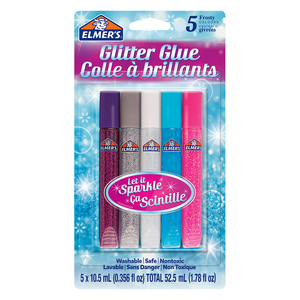 ELMER'S
5 Frosty
COLOURS
givrées
Glitter Glue
Colle à brillants
ELMER'S ELMER'S ELMER'S ELMER'S ELMER'S
Let it
Sparkle
Ça
Scintille
Washable | Safe | Nontoxic
Lavable | Sans Danger | Non Toxique
5 x 10.5 mL (0.356 fl oz) TOTAL 52.5 mL (1.78 fl oz)